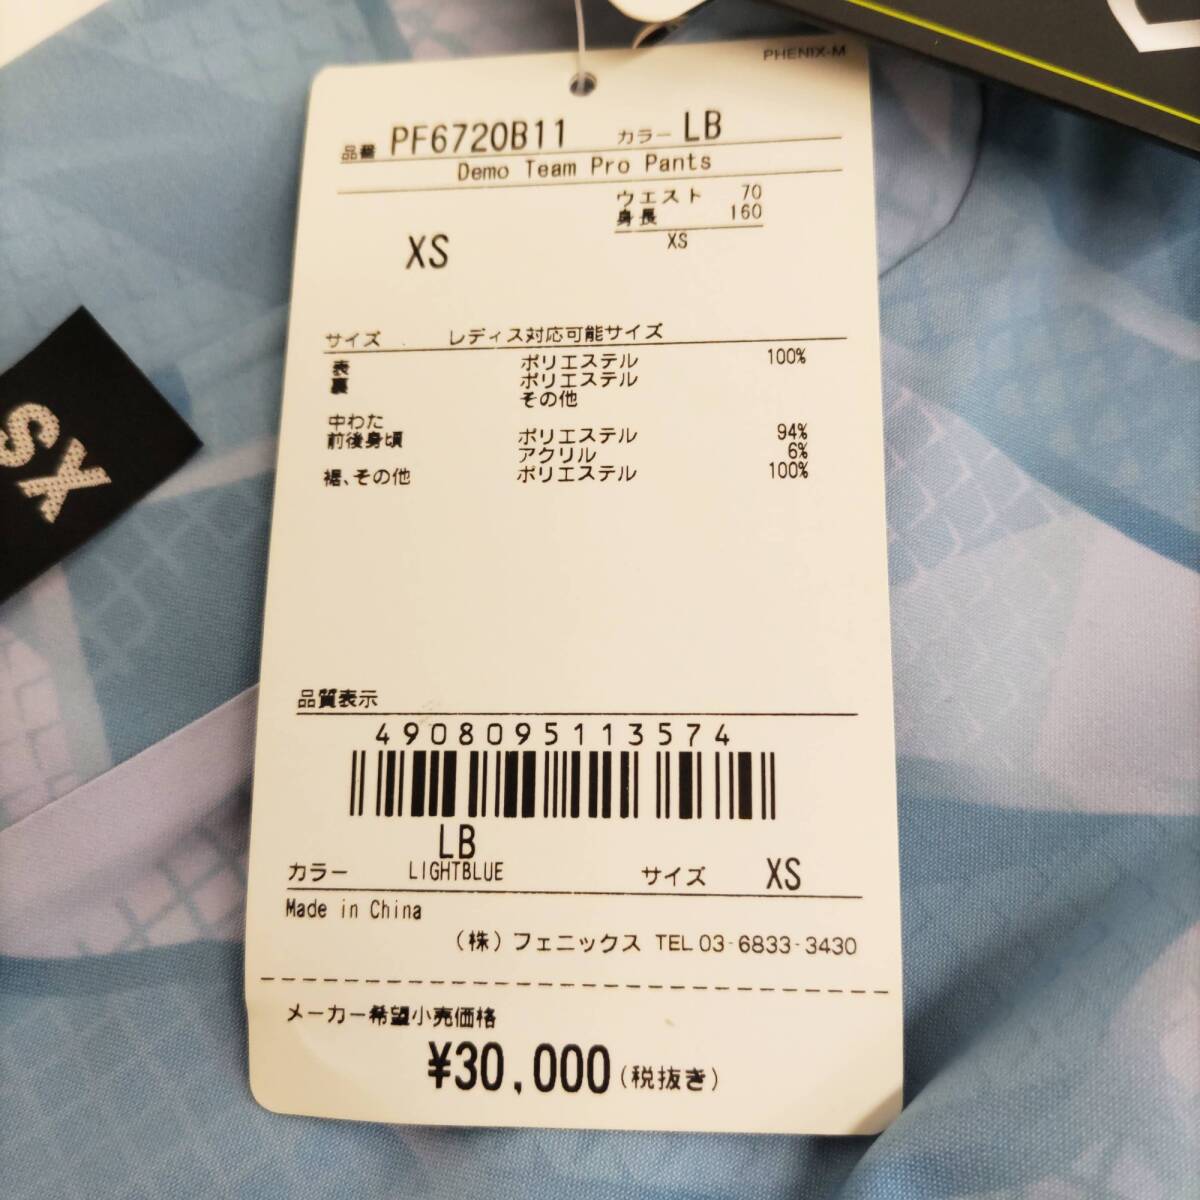 PHENIX-M
品番 PF6720B11 カラー LB
Demo Team Pro Pants
ウエスト 70
身長 160
XS
XS
サイズ レディス対応可能サイズ
表 ポリエステル 100%
裏 ポリエステル
その他
中わた
前後身頃 ポリエステル 94%
アクリル 6%
裾、その他 ポリエステル 100%
品質表示
4908095113574
LB
カラー LIGHTBLUE サイズ XS
Made in China
(株)フェニックス TEL 03-6833-3430
メーカー希望小売価格
¥30,000(税抜き)
XS